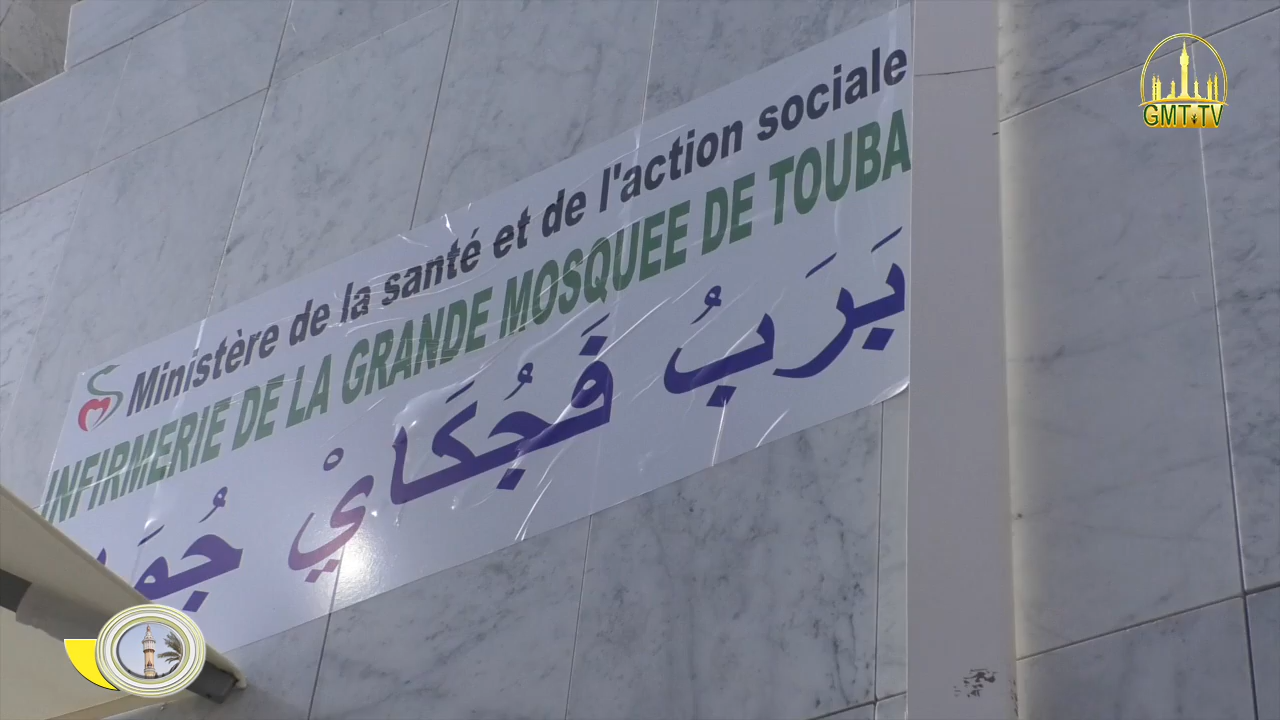 Ministère de la santé et de l'action sociale
INFIRMERIE DE LA GRANDE MOSQUEE DE TOUBA
بَرَبُ فَجُكَايْ
GMT TV